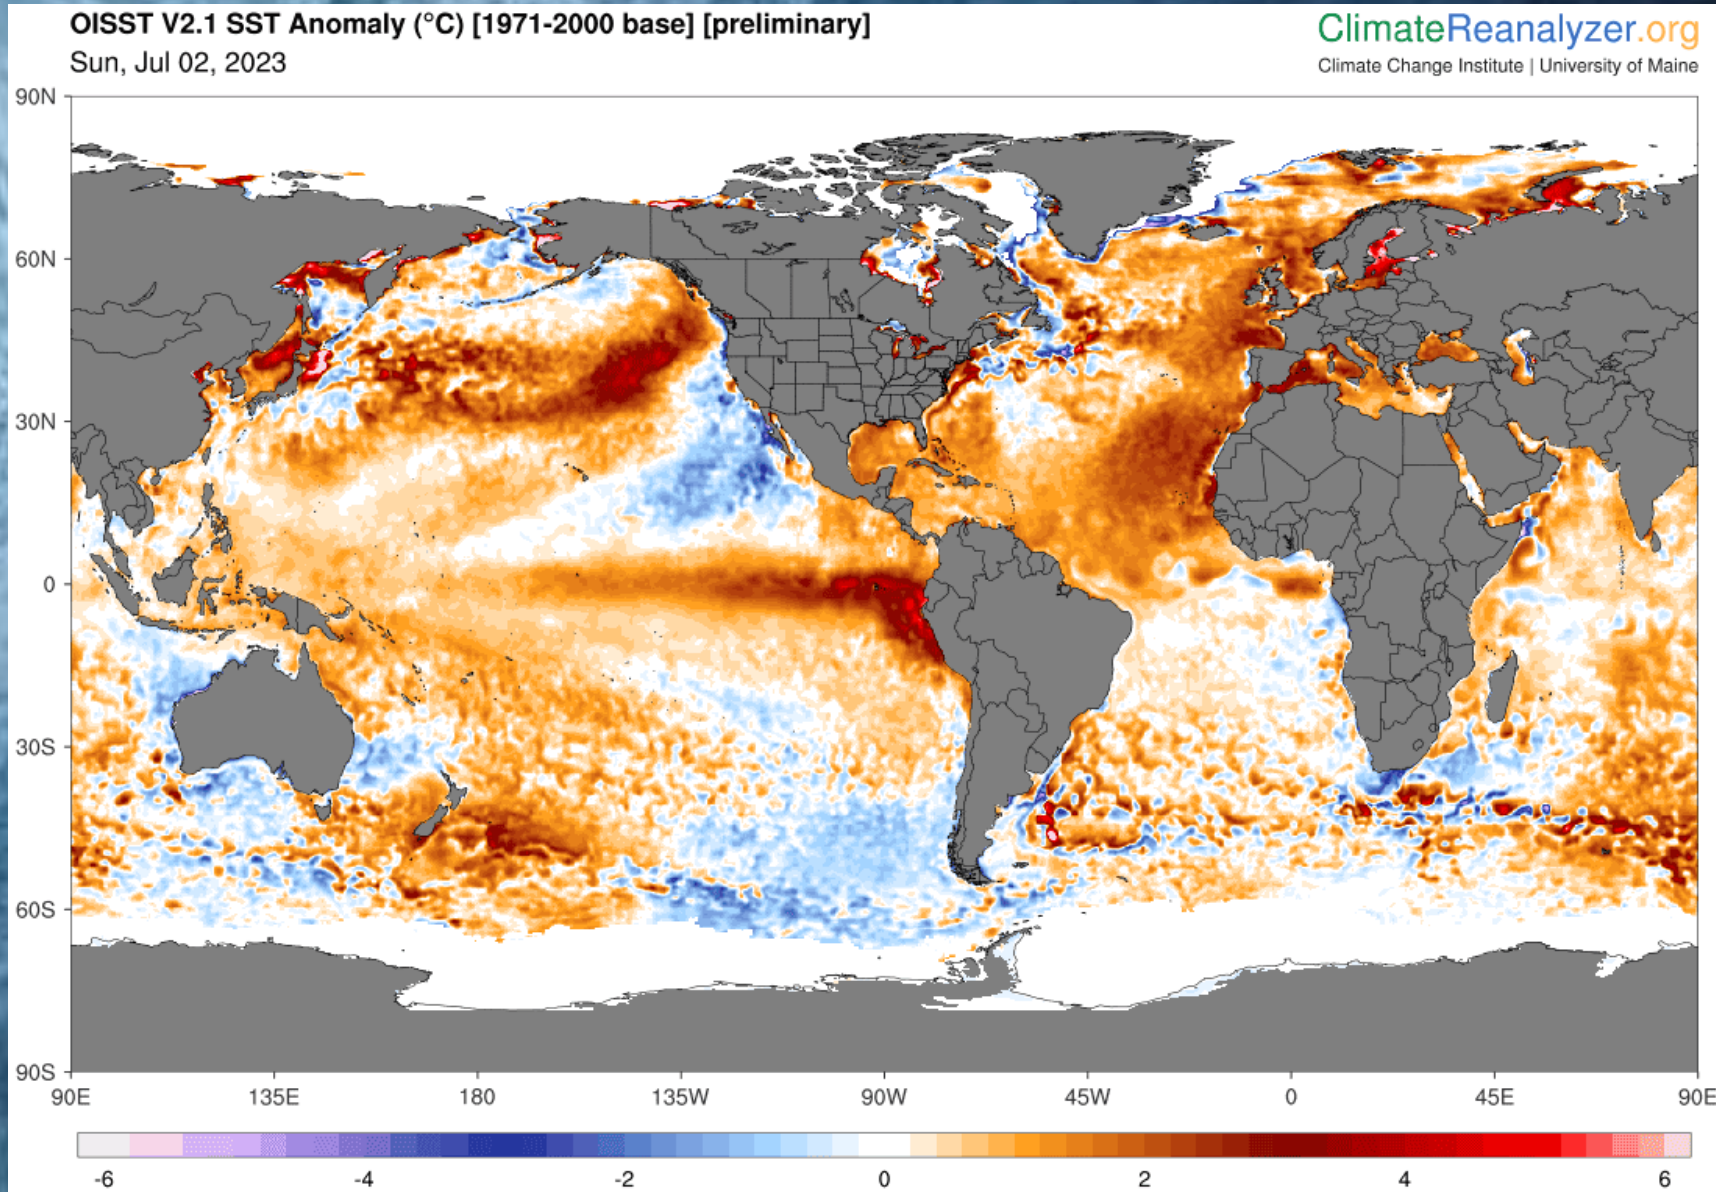 OISST V2.1 SST Anomaly (°C) [1971-2000 base] [preliminary]
Sun, Jul 02, 2023
ClimateReanalyzer.org
Climate Change Institute | University of Maine
90N
60N
30N
0
30S
60S
90S
90E 135E 180 135W 90W 45W 0 45E 90E
-6 -4 -2 0 2 4 6